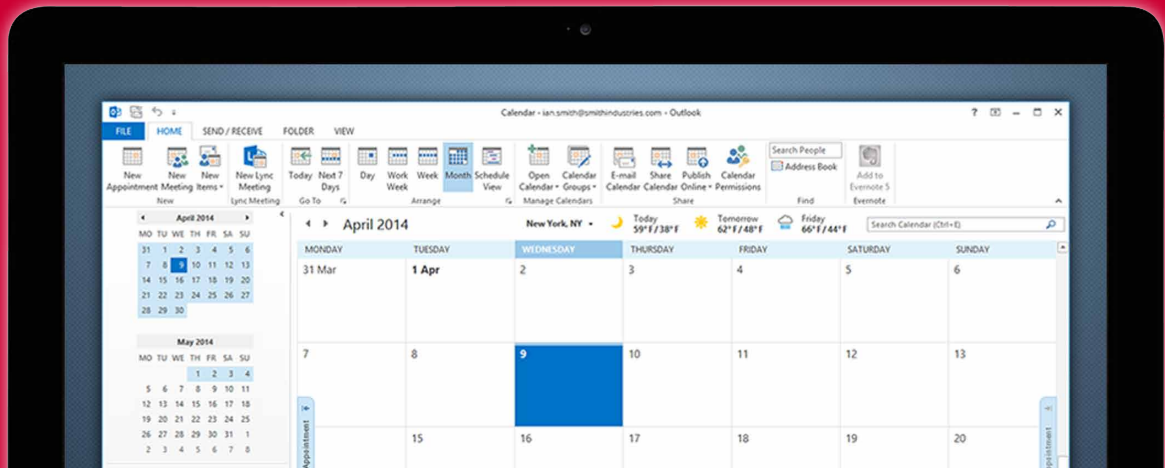 Calendar - ian.smith@smithindustries.com - Outlook
FILE HOME SEND / RECEIVE FOLDER VIEW
New Appointment
New Meeting
New Items
New Lync Meeting
Today
Next 7 Days
Day
Work Week
Week
Month
Schedule View
Open Calendar
Calendar Groups
E-mail Calendar
Share Calendar
Publish Online
Calendar Permissions
Search People
Address Book
Add to Evernote 5
New Lync Meeting Go To Arrange Manage Calendars Share Find Evernote
April 2014
MO TU WE TH FR SA SU
31 1 2 3 4 5 6
7 8 9 10 11 12 13
14 15 16 17 18 19 20
21 22 23 24 25 26 27
28 29 30
May 2014
MO TU WE TH FR SA SU
1 2 3 4
5 6 7 8 9 10 11
12 13 14 15 16 17 18
19 20 21 22 23 24 25
26 27 28 29 30 31 1
2 3 4 5 6 7 8
April 2014
New York, NY
Today
59°F/38°F
Tomorrow
62°F/48°F
Friday
66°F/44°F
Search Calendar (Ctrl+E)
MONDAY TUESDAY WEDNESDAY THURSDAY FRIDAY SATURDAY SUNDAY
31 Mar 1 Apr 2 3 4 5 6
7 8 9 10 11 12 13
15 16 17 18 19 20
Appointment